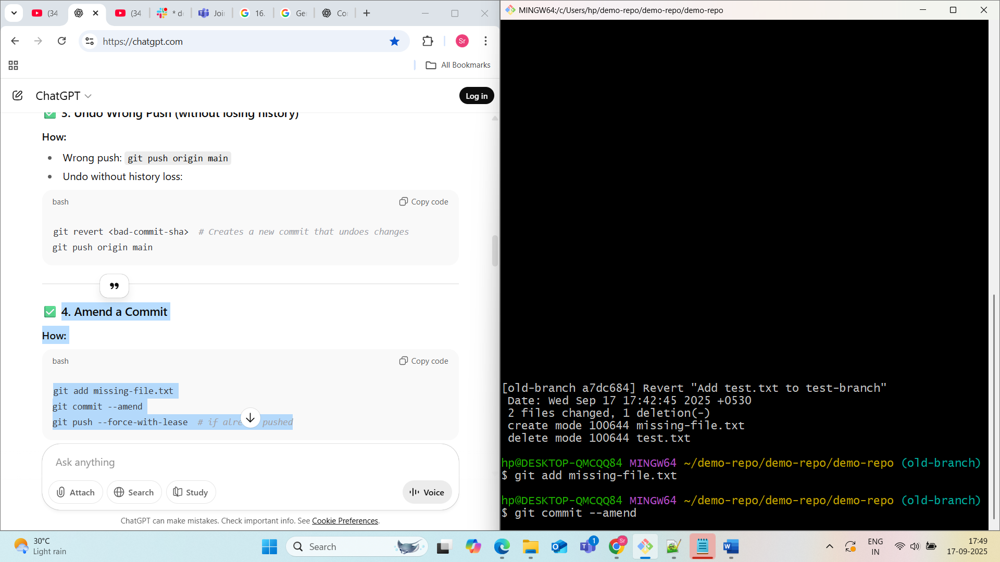 (34
(34
* d
Joi
16.
Ge
Co
https://chatgpt.com
Sr
All Bookmarks
ChatGPT
Log in
3. Undo Wrong Push (without losing history)
How:
• Wrong push: git push origin main
• Undo without history loss:
bash
Copy code
git revert <bad-commit-sha>  # Creates a new commit that undoes changes
git push origin main
4. Amend a Commit
How:
bash
Copy code
git add missing-file.txt
git commit --amend
git push --force-with-lease  # if alre pushed
Ask anything
Attach
Search
Study
Voice
ChatGPT can make mistakes. Check important info. See Cookie Preferences.
MINGW64:/c/Users/hp/demo-repo/demo-repo/demo-repo
[old-branch a7dc684] Revert "Add test.txt to test-branch"
Date: Wed Sep 17 17:42:45 2025 +0530
2 files changed, 1 deletion(-)
create mode 100644 missing-file.txt
delete mode 100644 test.txt
hp@DESKTOP-QMCQQ84 MINGW64 ~/demo-repo/demo-repo/demo-repo (old-branch)
$ git add missing-file.txt
hp@DESKTOP-QMCQQ84 MINGW64 ~/demo-repo/demo-repo/demo-repo (old-branch)
$ git commit --amend
30°C
Light rain
Search
1
Sr
ENG
IN
17:49
17-09-2025